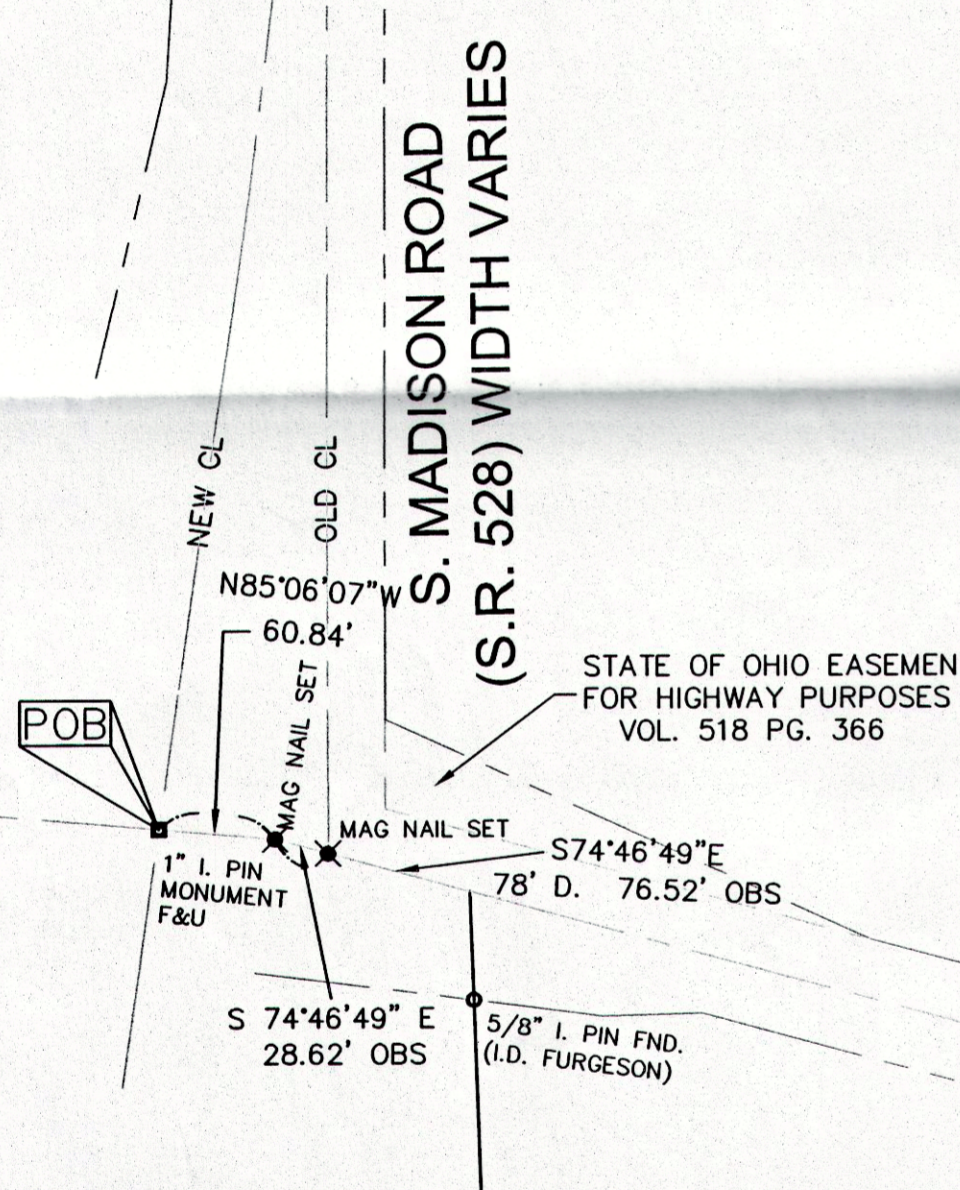 S. MADISON ROAD
(S.R. 528) WIDTH VARIES
NEW CL
OLD CL
N85°06'07"W
60.84'
MAG NAIL SET
STATE OF OHIO EASEMEN
FOR HIGHWAY PURPOSES
VOL. 518 PG. 366
POB
MAG NAIL SET
1" I. PIN
MONUMENT
F&U
S74°46'49"E
78' D. 76.52' OBS
S 74°46'49" E
28.62' OBS
5/8" I. PIN FND.
(I.D. FURGESON)